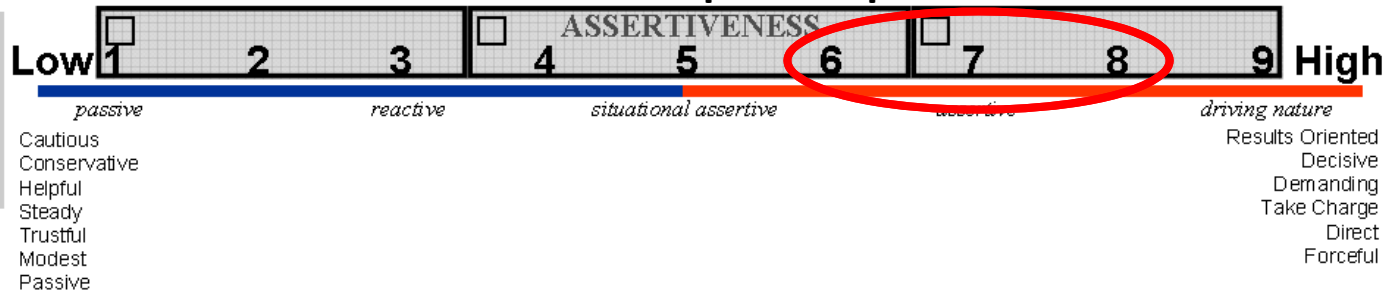 ASSERTIVENESS
Low 1 2 3 4 5 6 7 8 9 High
passive reactive situational assertive assertive driving nature
Cautious
Conservative
Helpful
Steady
Trustful
Modest
Passive
Results Oriented
Decisive
Demanding
Take Charge
Direct
Forceful